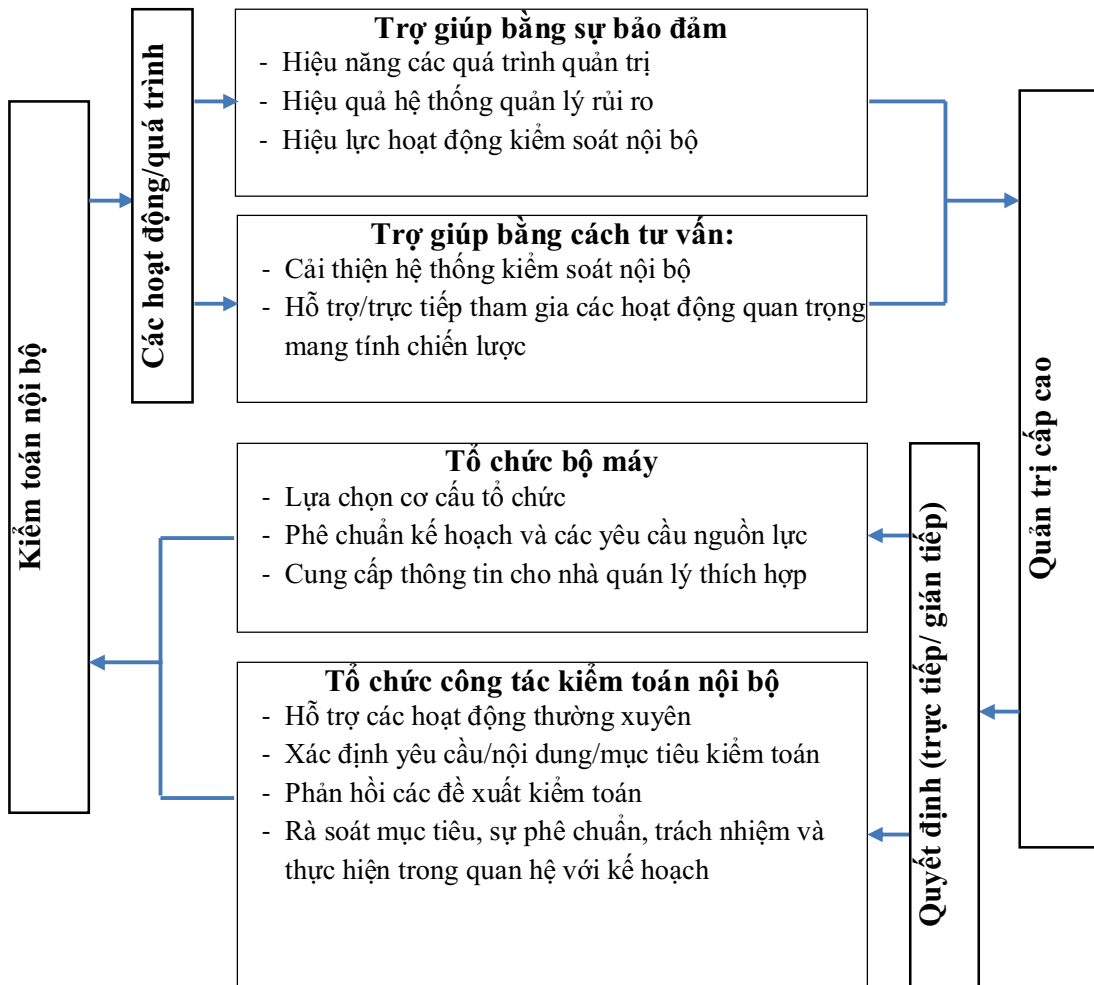 Kiểm toán nội bộ
Các hoạt động/quá trình
Trợ giúp bằng sự bảo đảm
- Hiệu năng các quá trình quản trị
- Hiệu quả hệ thống quản lý rủi ro
- Hiệu lực hoạt động kiểm soát nội bộ
Trợ giúp bằng cách tư vấn:
- Cải thiện hệ thống kiểm soát nội bộ
- Hỗ trợ/trực tiếp tham gia các hoạt động quan trọng
mang tính chiến lược
Tổ chức bộ máy
- Lựa chọn cơ cấu tổ chức
- Phê chuẩn kế hoạch và các yêu cầu nguồn lực
- Cung cấp thông tin cho nhà quán lý thích hợp
Tổ chức công tác kiểm toán nội bộ
- Hỗ trợ các hoạt động thường xuyên
- Xác định yêu cầu/nội dung/mục tiêu kiểm toán
- Phản hồi các đề xuất kiểm toán
- Rà soát mục tiêu, sự phê chuẩn, trách nhiệm và
thực hiện trong quan hệ với kế hoạch
Quyết định (trực tiếp/ gián tiếp)
Quản trị cấp cao